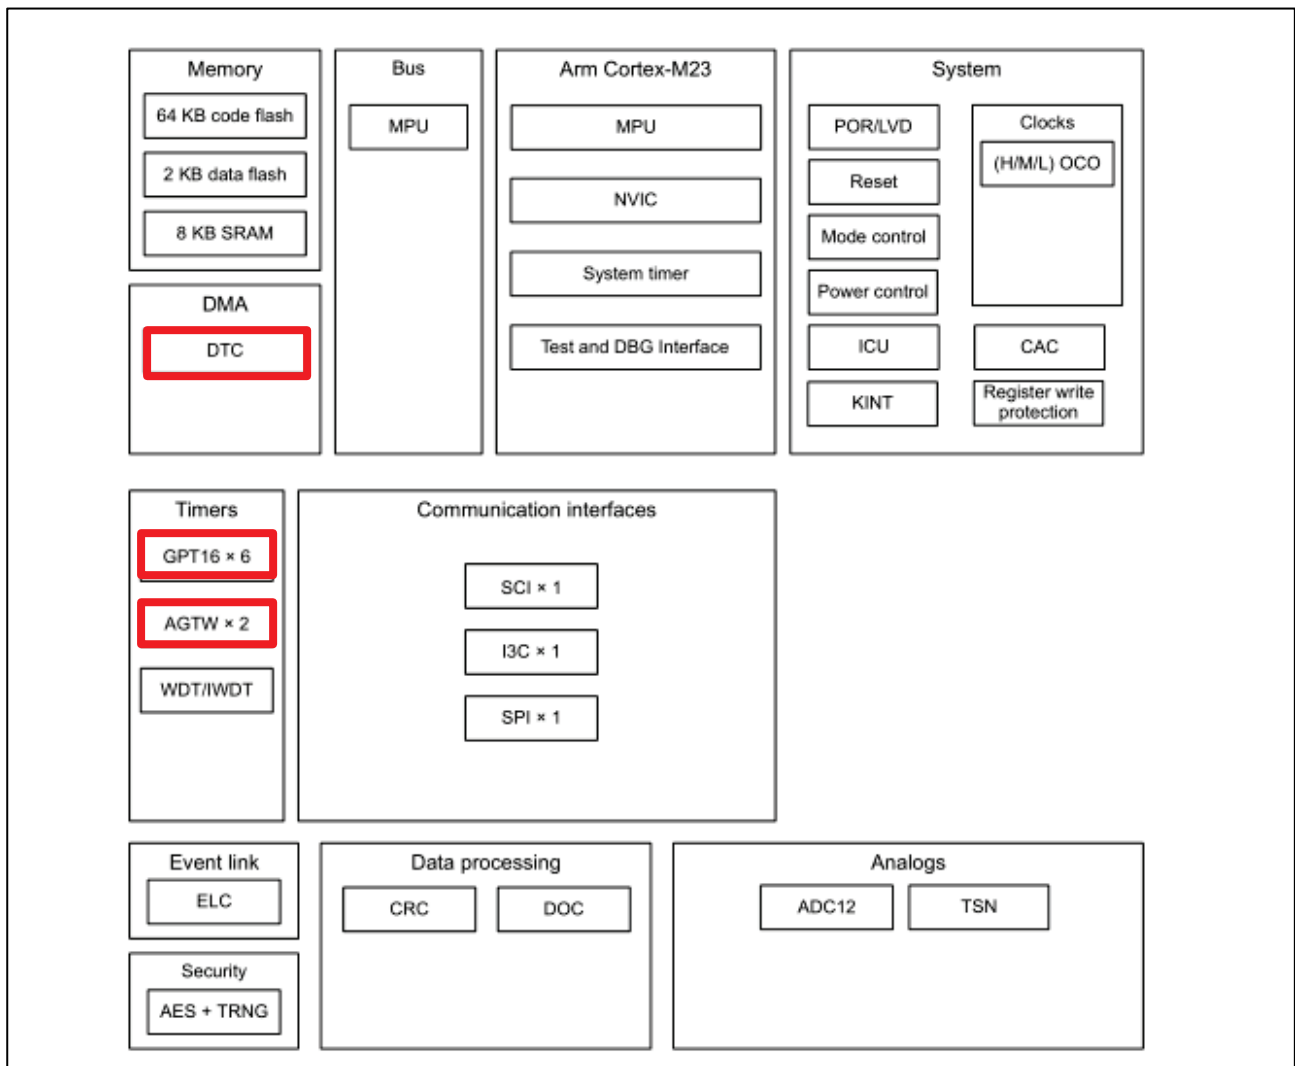 Memory
64 KB code flash
2 KB data flash
8 KB SRAM
DMA
DTC
Bus
MPU
Arm Cortex-M23
MPU
NVIC
System timer
Test and DBG Interface
System
POR/LVD
Reset
Mode control
Power control
ICU
KINT
Clocks
(H/M/L) OCO
CAC
Register write
protection
Timers
GPT16 × 6
AGTW × 2
WDT/IWDT
Communication interfaces
SCI × 1
I3C × 1
SPI × 1
Event link
ELC
Security
AES + TRNG
Data processing
CRC
DOC
Analogs
ADC12
TSN